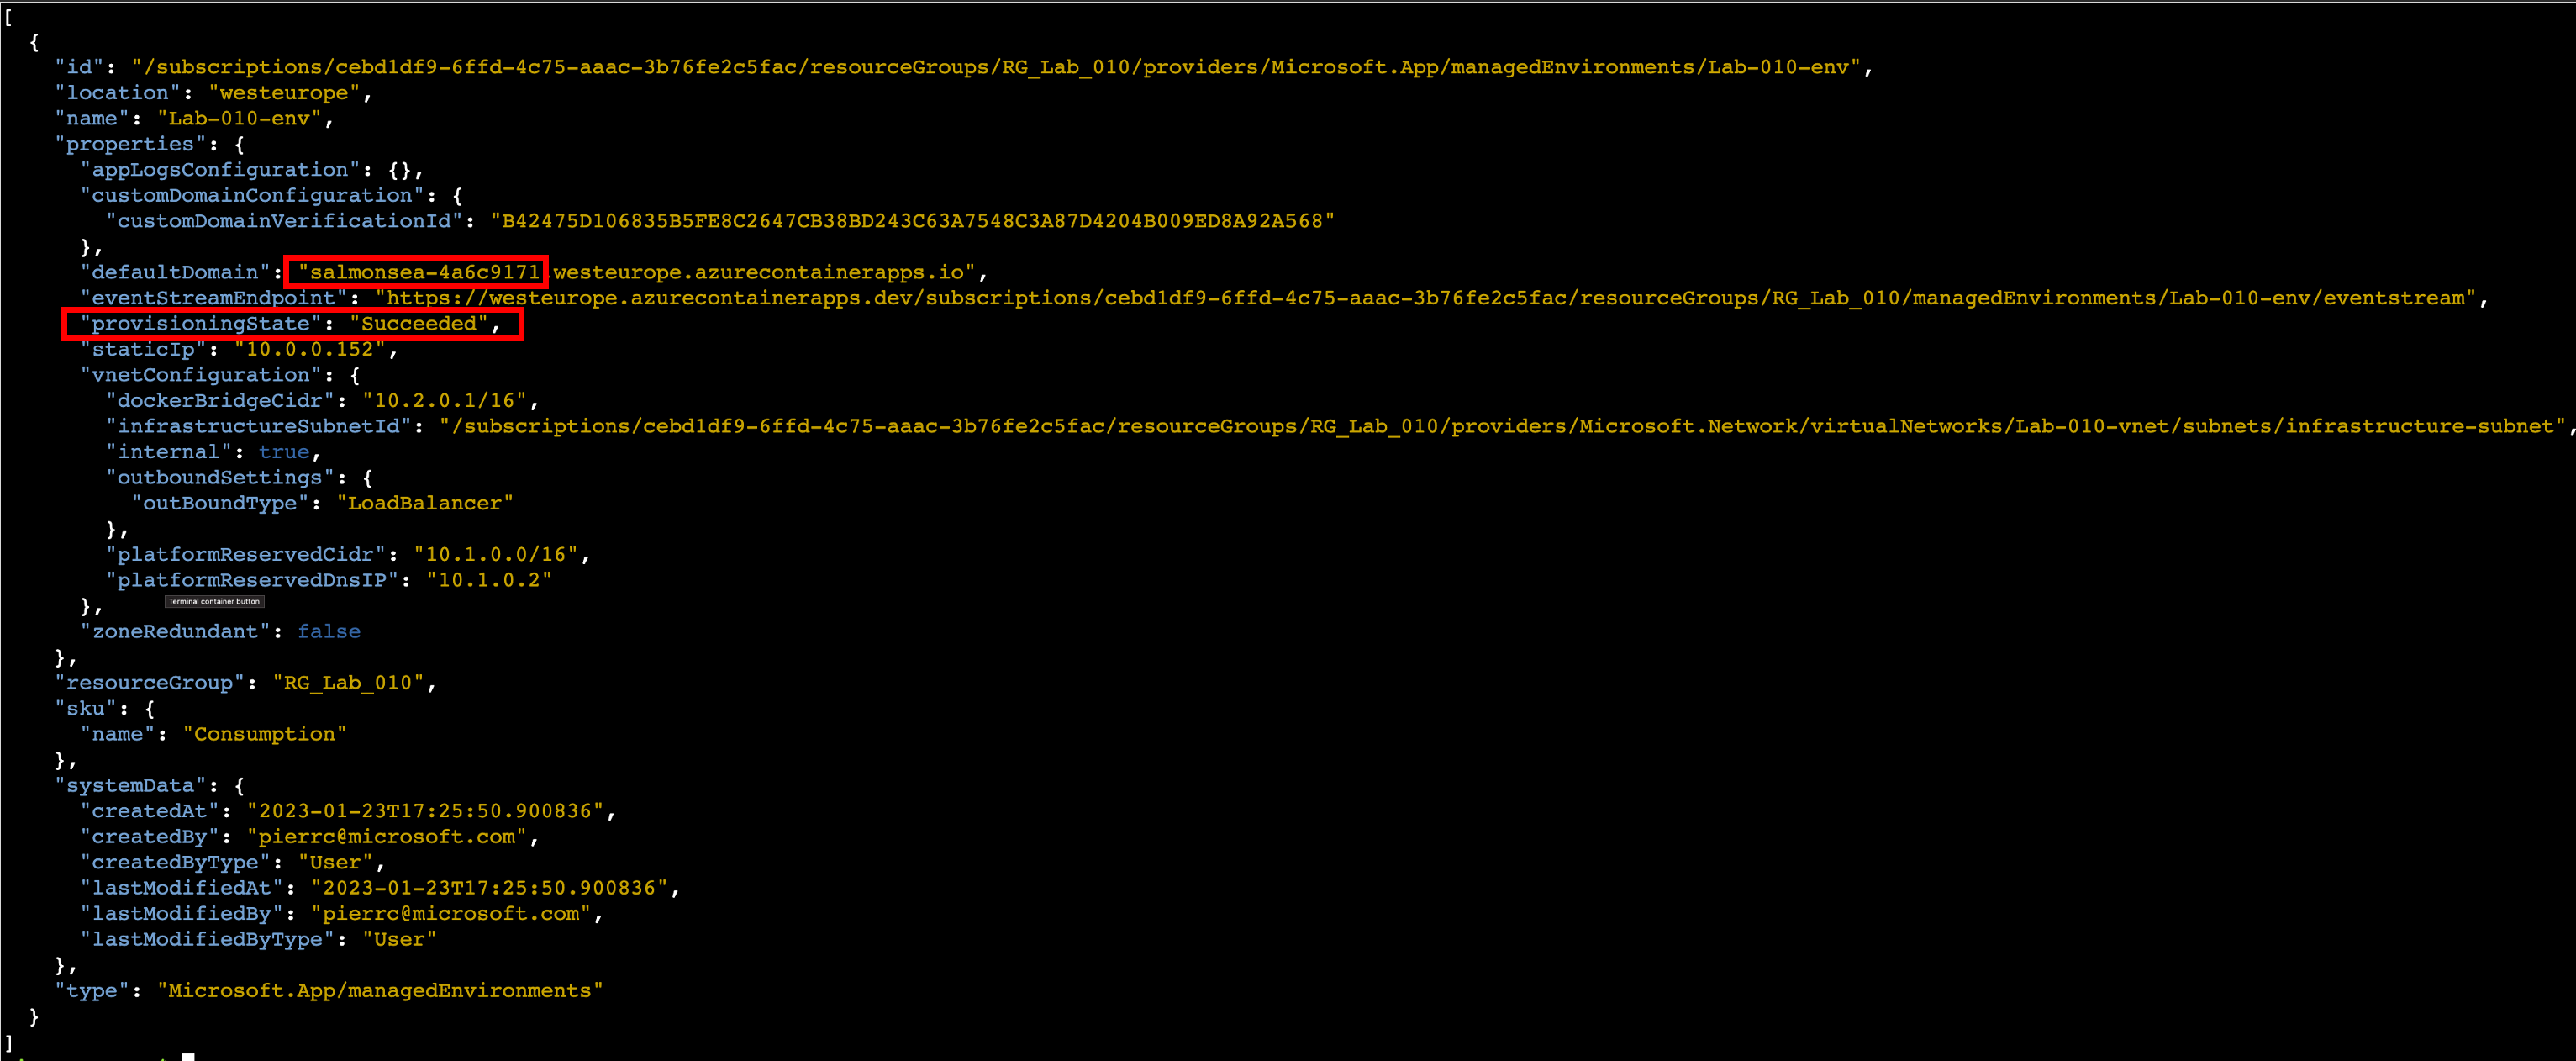 [
{
"id": "/subscriptions/cebd1df9-6ffd-4c75-aaac-3b76fe2c5fac/resourceGroups/RG_Lab_010/providers/Microsoft.App/managedEnvironments/Lab-010-env",
"location": "westeurope",
"name": "Lab-010-env",
"properties": {
"appLogsConfiguration": {},
"customDomainConfiguration": {
"customDomainVerificationId": "B42475D106835B5FE8C2647CB38BD243C63A7548C3A87D4204B009ED8A92A568"
},
"defaultDomain": "salmonsea-4a6c9171.westeurope.azurecontainerapps.io",
"eventStreamEndpoint": "https://westeurope.azurecontainerapps.dev/subscriptions/cebd1df9-6ffd-4c75-aaac-3b76fe2c5fac/resourceGroups/RG_Lab_010/managedEnvironments/Lab-010-env/eventstream",
"provisioningState": "Succeeded",
"staticIp": "10.0.0.152",
"vnetConfiguration": {
"dockerBridgeCidr": "10.2.0.1/16",
"infrastructureSubnetId": "/subscriptions/cebd1df9-6ffd-4c75-aaac-3b76fe2c5fac/resourceGroups/RG_Lab_010/providers/Microsoft.Network/virtualNetworks/Lab-010-vnet/subnets/infrastructure-subnet",
"internal": true,
"outboundSettings": {
"outBoundType": "LoadBalancer"
},
"platformReservedCidr": "10.1.0.0/16",
"platformReservedDnsIP": "10.1.0.2"
Terminal container button
},
"zoneRedundant": false
},
"resourceGroup": "RG_Lab_010",
"sku": {
"name": "Consumption"
},
"systemData": {
"createdAt": "2023-01-23T17:25:50.900836",
"createdBy": "pierrc@microsoft.com",
"createdByType": "User",
"lastModifiedAt": "2023-01-23T17:25:50.900836",
"lastModifiedBy": "pierrc@microsoft.com",
"lastModifiedByType": "User"
},
"type": "Microsoft.App/managedEnvironments"
}
]